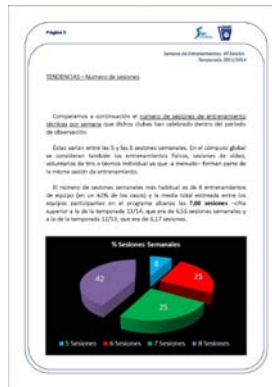 Página 3
Semana de Entrenamientos. VII Edición.
Temporada 2013/2014
TENDENCIAS—Número de sesiones
Comparamos a continuación el número de sesiones de entrenamiento
técnicas por semana que dichos clubes han celebrado dentro del período
de observación.
Estas varían entre las 5 y las 8 sesiones semanales. En el cómputo global
se consideran también los entrenamientos físicos, sesiones de vídeo,
voluntarios de tiro o técnica individual ya que -a menudo- forman parte de
la misma sesión de entrenamiento.
El número de sesiones semanales más habitual es de 8 entrenamientos
de equipo (en un 42% de los casos) y la media total estimada entre los
equipos participantes en el programa alcanza las 7,00 sesiones -cifra
superior a la de la temporada 13/14, que era de 6,55 sesiones semanales y
a la de la temporada 12/13, que era de 6,17 sesiones.
% Sesiones Semanales
8
25
25
42
5 Sesiones 6 Sesiones 7 Sesiones 8 Sesiones